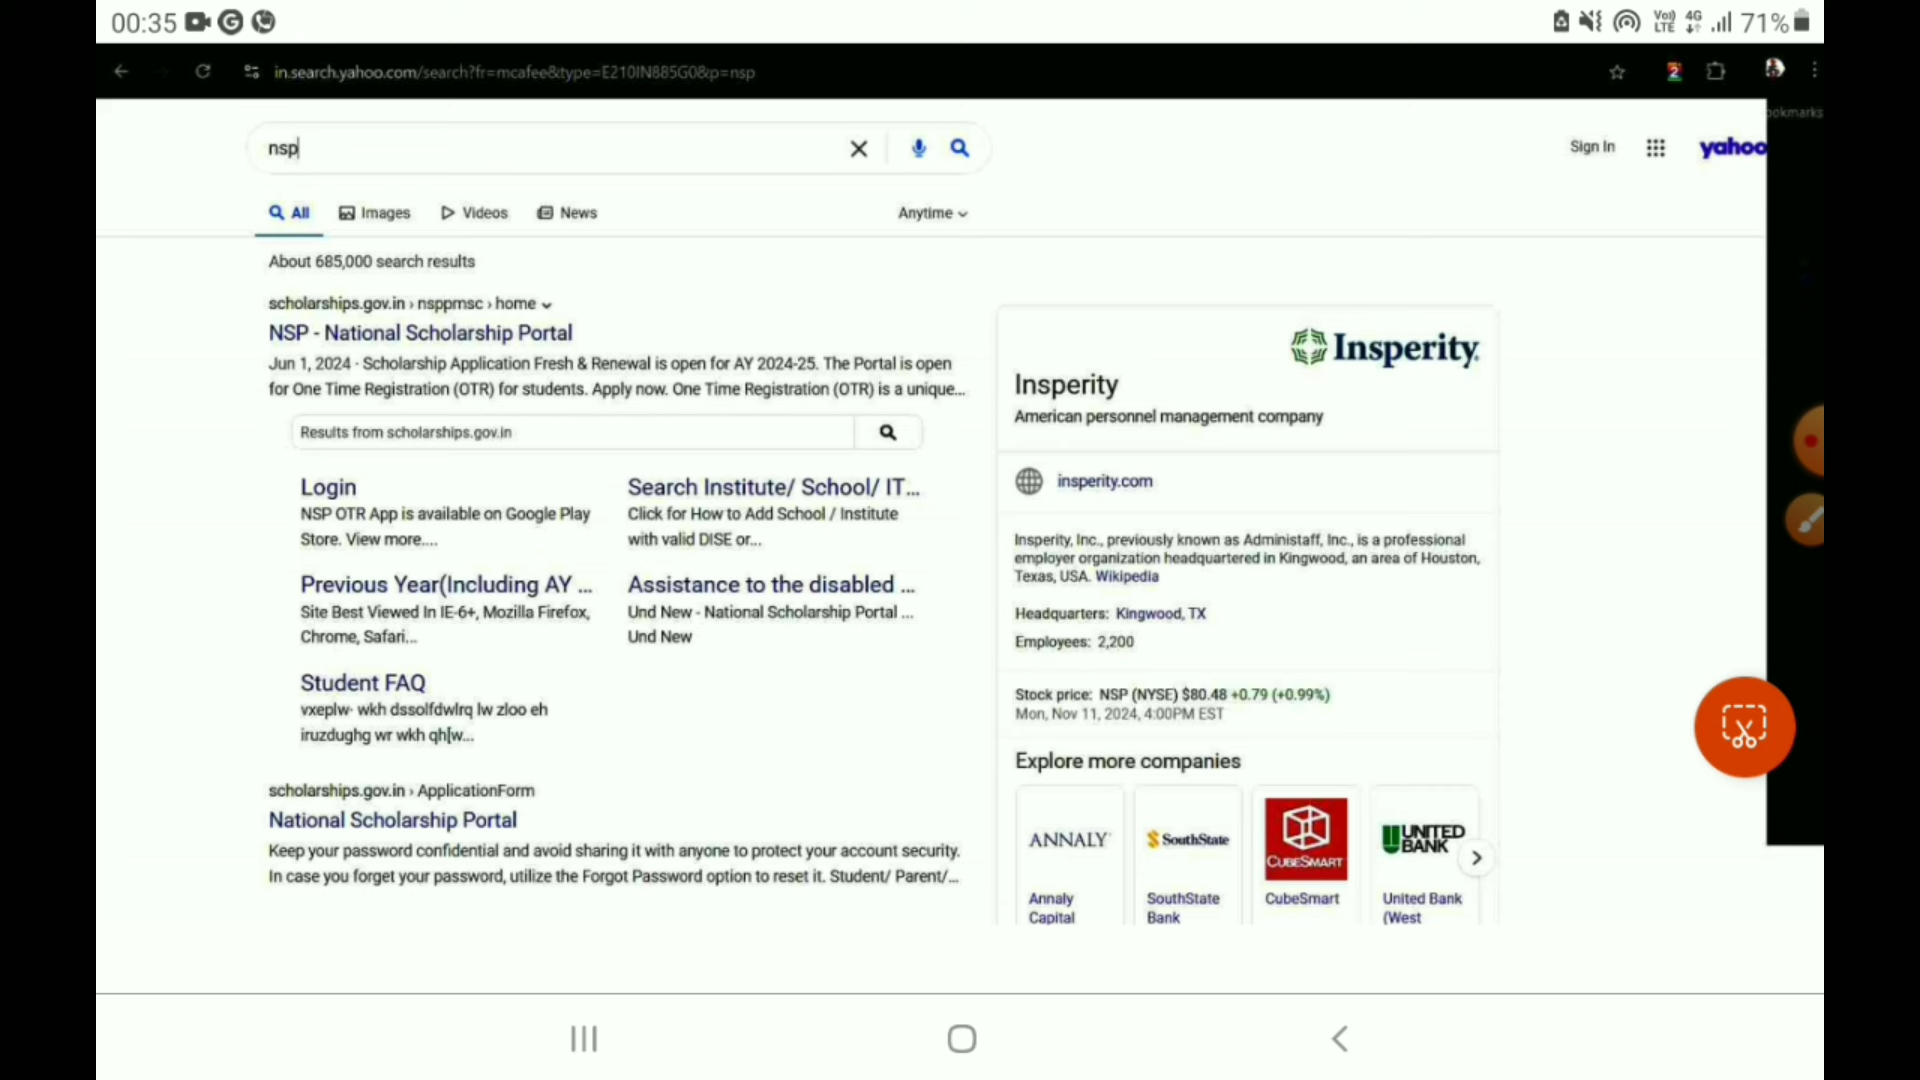 00:35
VoLTE 4G 71%
in.search.yahoo.com/search?fr=mcafee&type=E210IN885G0&p=nsp
2
ookmarks
nsp
Sign In
yahoo
All Images Videos News Anytime
About 685,000 search results
scholarships.gov.in › nsppmsc › home
NSP - National Scholarship Portal
Jun 1, 2024 · Scholarship Application Fresh & Renewal is open for AY 2024-25. The Portal is open
for One Time Registration (OTR) for students. Apply now. One Time Registration (OTR) is a unique...
Results from scholarships.gov.in
Login
NSP OTR App is available on Google Play
Store. View more....
Search Institute/ School/ IT...
Click for How to Add School / Institute
with valid DISE or...
Previous Year(Including AY ...
Site Best Viewed In IE-6+, Mozilla Firefox,
Chrome, Safari...
Assistance to the disabled ...
Und New - National Scholarship Portal ...
Und New
Student FAQ
vxeplw· wkh dssolfdwlrq lw zloo eh
iruzdughg wr wkh qh[w...
scholarships.gov.in › ApplicationForm
National Scholarship Portal
Keep your password confidential and avoid sharing it with anyone to protect your account security.
In case you forget your password, utilize the Forgot Password option to reset it. Student/ Parent/...
Insperity
Insperity
American personnel management company
insperity.com
Insperity, Inc., previously known as Administaff, Inc., is a professional
employer organization headquartered in Kingwood, an area of Houston,
Texas, USA. Wikipedia
Headquarters: Kingwood, TX
Employees: 2,200
Stock price: NSP (NYSE) $80.48 +0.79 (+0.99%)
Mon, Nov 11, 2024, 4:00PM EST
Explore more companies
ANNALY
Annaly
Capital
SouthState
SouthState
Bank
CUBESMART
CubeSmart
UNITED
BANK
United Bank
(West